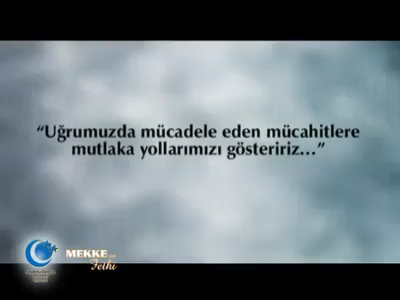 “Uğrumuzda mücadele eden mücahitlere
mutlaka yollarımızı gösteririz...”
MEKKE
Fethi